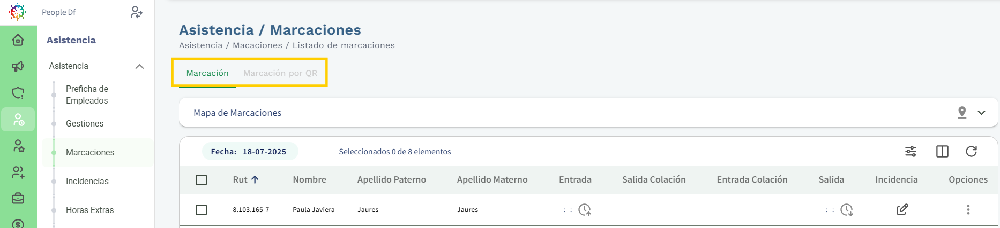 People Df
Asistencia
Asistencia
Preficha de
Empleados
Gestiones
Marcaciones
Incidencias
Horas Extras
Asistencia / Marcaciones
Asistencia / Macaciones / Listado de marcaciones
Marcación Marcación por QR
Mapa de Marcaciones
Fecha: 18-07-2025 Seleccionados 0 de 8 elementos
Rut Nombre Apellido Paterno Apellido Materno Entrada Salida Colación Entrada Colación Salida Incidencia Opciones
8.103.165-7 Paula Javiera Jaures Jaures --:--:-- --:--:--